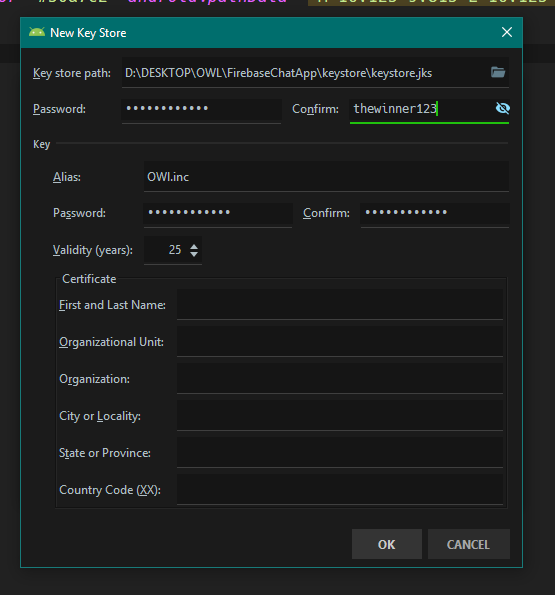 New Key Store
Key store path: D:\DESKTOP\OWL\FirebaseChatApp\keystore\keystore.jks
Password: •••••••••••• Confirm: thewinner123
Key
Alias: OWl.inc
Password: •••••••••••• Confirm: ••••••••••••
Validity (years): 25
Certificate
First and Last Name:
Organizational Unit:
Organization:
City or Locality:
State or Province:
Country Code (XX):
OK CANCEL